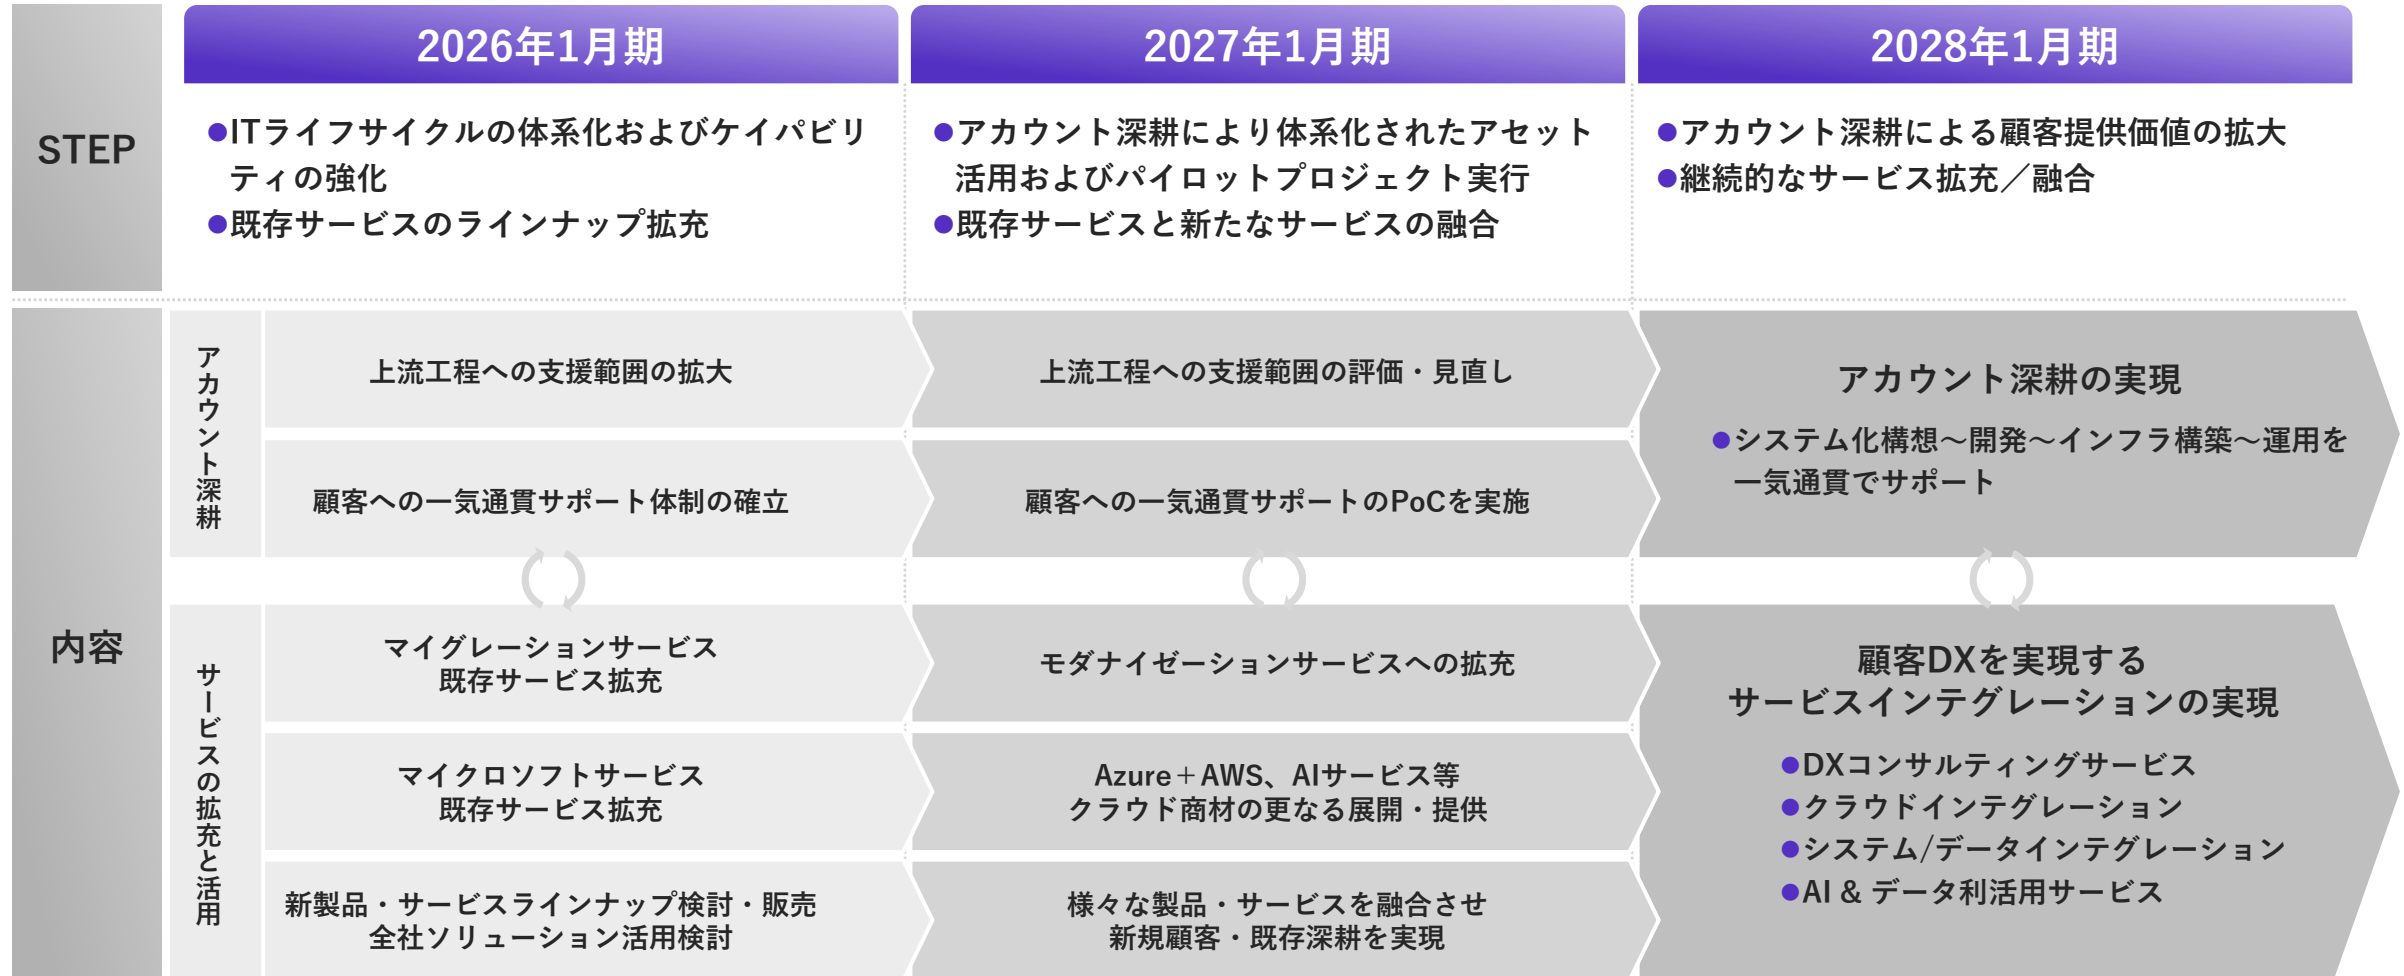 2026年1月期
2027年1月期
2028年1月期
STEP
●ITライフサイクルの体系化およびケイパビリ
ティの強化
●既存サービスのラインナップ拡充
●アカウント深耕により体系化されたアセット
活用およびパイロットプロジェクト実行
●既存サービスと新たなサービスの融合
●アカウント深耕による顧客提供価値の拡大
●継続的なサービス拡充／融合
内容
アカウント深耕
上流工程への支援範囲の拡大
上流工程への支援範囲の評価・見直し
顧客への一気通貫サポート体制の確立
顧客への一気通貫サポートのPoCを実施
アカウント深耕の実現
●システム化構想～開発～インフラ構築～運用を
一気通貫でサポート
サービスの拡充と活用
マイグレーションサービス
既存サービス拡充
モダナイゼーションサービスへの拡充
マイクロソフトサービス
既存サービス拡充
Azure＋AWS、AIサービス等
クラウド商材の更なる展開・提供
新製品・サービスラインナップ検討・販売
全社ソリューション活用検討
様々な製品・サービスを融合させ
新規顧客・既存深耕を実現
顧客DXを実現する
サービスインテグレーションの実現
●DXコンサルティングサービス
●クラウドインテグレーション
●システム/データインテグレーション
●AI & データ利活用サービス